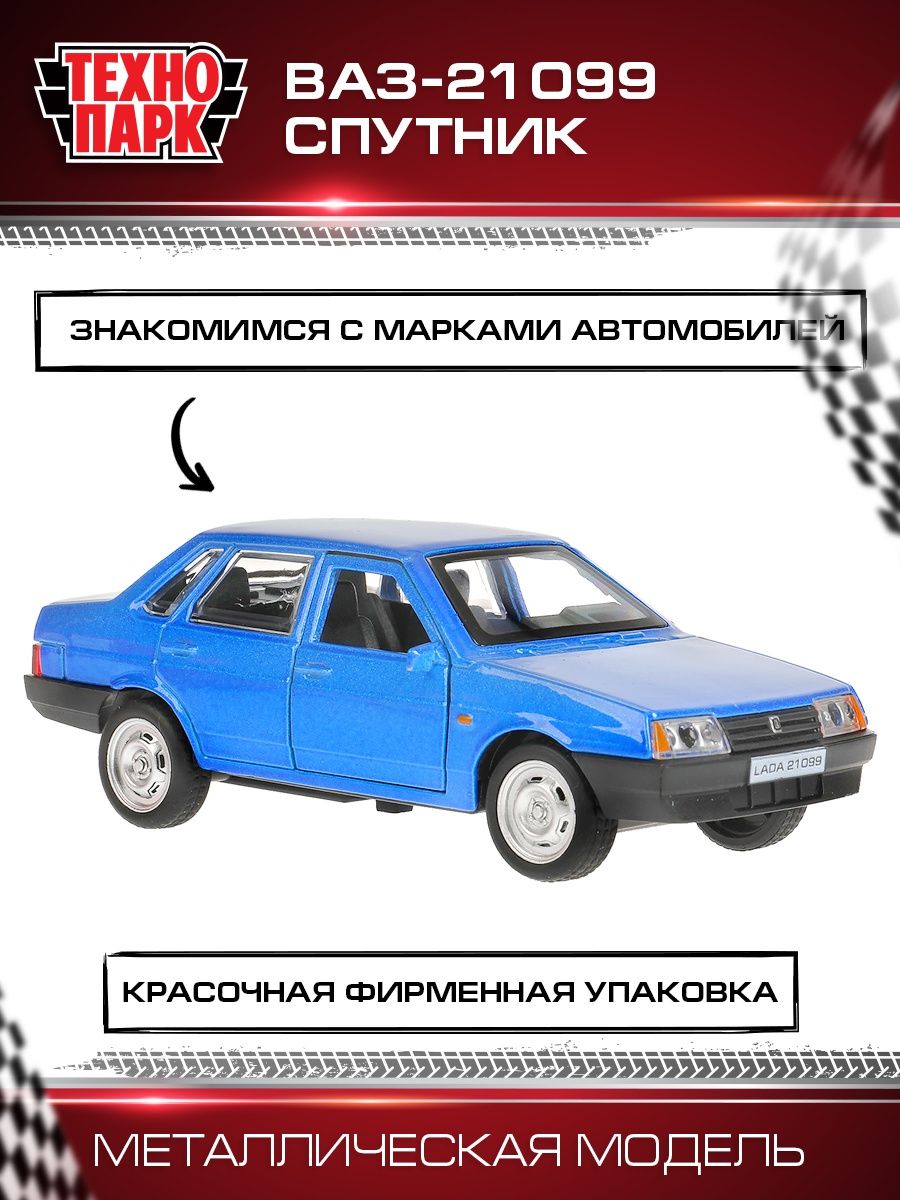 ТЕХНО
ПАРК
ВАЗ-21099
СПУТНИК
ЗНАКОМИМСЯ С МАРКАМИ АВТОМОБИЛЕЙ
LADA 21099
КРАСОЧНАЯ ФИРМЕННАЯ УПАКОВКА
МЕТАЛЛИЧЕСКАЯ МОДЕЛЬ